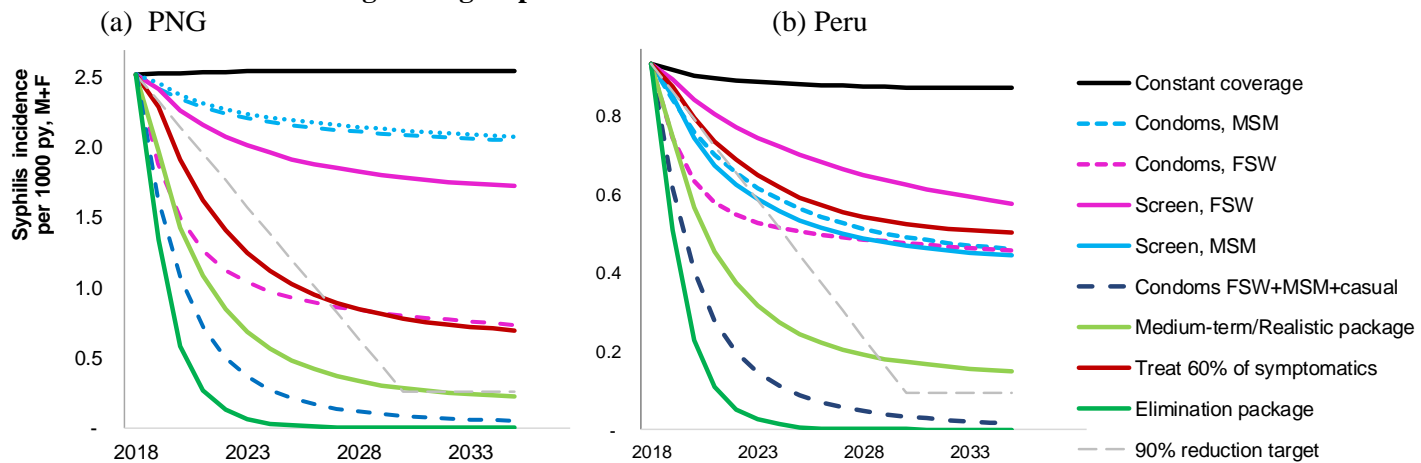 (a) PNG
(b) Peru
Syphilis incidence
per 1000 py, M+F
2.5
2.0
1.5
1.0
0.5
-
2018
2023
2028
2033
0.8
0.6
0.4
0.2
-
2018
2023
2028
2033
Constant coverage
Condoms, MSM
Condoms, FSW
Screen, FSW
Screen, MSM
Condoms FSW+MSM+casual
Medium-term/Realistic package
Treat 60% of symptomatics
Elimination package
90% reduction target